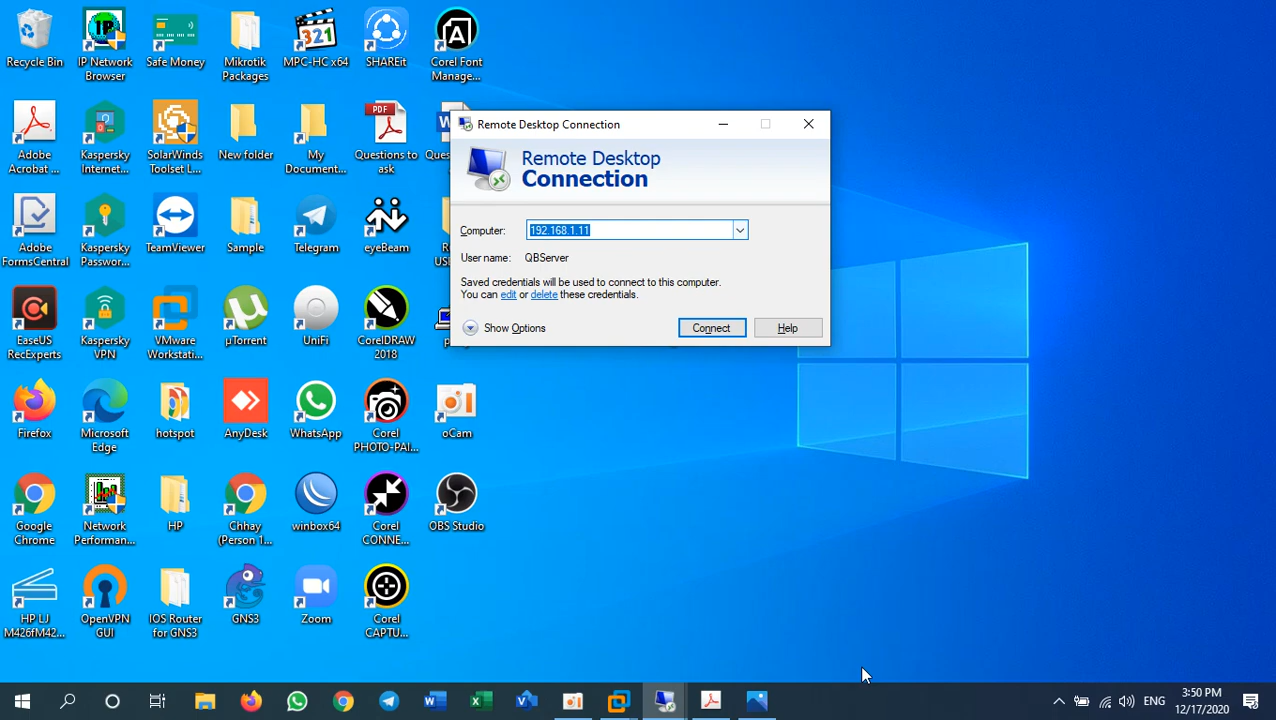 Recycle Bin
IP Network
Browser
Safe Money
Mikrotik
Packages
321
MPC-HC x64
SHAREit
Corel Font
Manage...
Adobe
Acrobat ...
Kaspersky
Internet...
SolarWinds
Toolset L...
New folder
My
Document...
PDF
Questions to
ask
Adobe
FormsCentral
Kaspersky
Passwor...
TeamViewer
Sample
Telegram
eyeBeam
EaseUS
RecExperts
Kaspersky
VPN
VMware
Workstati...
µTorrent
UniFi
CorelDRAW
2018
Firefox
Microsoft
Edge
hotspot
AnyDesk
WhatsApp
Corel
PHOTO-PAI...
oCam
Google
Chrome
Network
Performan...
HP
Chhay
(Person 1...
winbox64
Corel
CONNE...
OBS Studio
HP LJ
M426fM42...
OpenVPN
GUI
IOS Router
for GNS3
GNS3
Zoom
Corel
CAPTU...
Remote Desktop Connection
Remote Desktop
Connection
Computer:
192.168.1.11
User name:
QBServer
Saved credentials will be used to connect to this computer.
You can edit or delete these credentials.
Show Options
Connect
Help
ENG
3:50 PM
12/17/2020